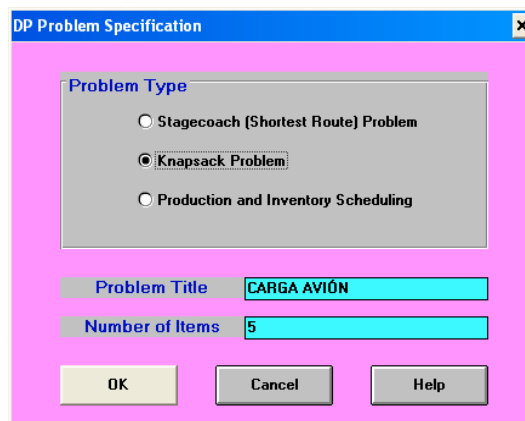 DP Problem Specification
Problem Type
Stagecoach (Shortest Route) Problem
Knapsack Problem
Production and Inventory Scheduling
Problem Title CARGA AVIÓN
Number of Items 5
OK Cancel Help